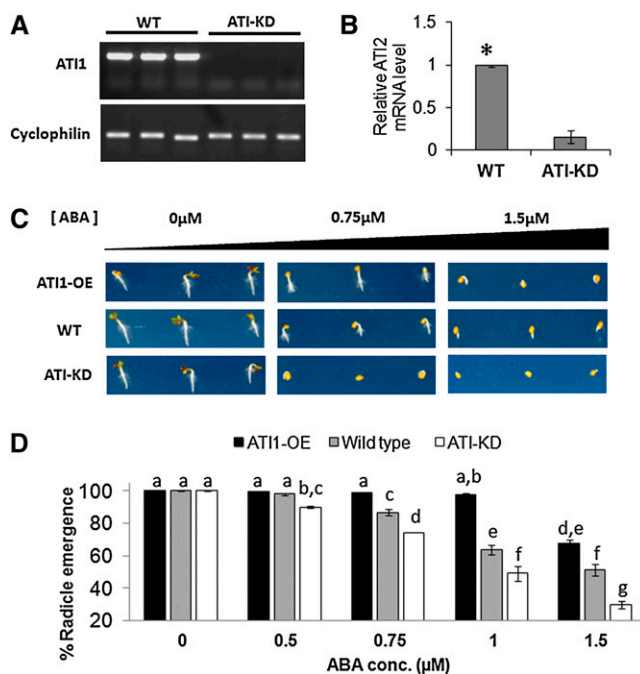 A
WT ATI-KD
ATI1
Cyclophilin
B
Relative ATI2
mRNA level
*
1
0.5
0
WT ATI-KD
C
[ ABA ] 0µM 0.75µM 1.5µM
ATI1-OE
WT
ATI-KD
D
ATI1-OE Wild type ATI-KD
% Radicle emergence
100
80
60
40
20
a a a a a b,c a c d a,b e f d,e f g
0 0.5 0.75 1 1.5
ABA conc. (µM)